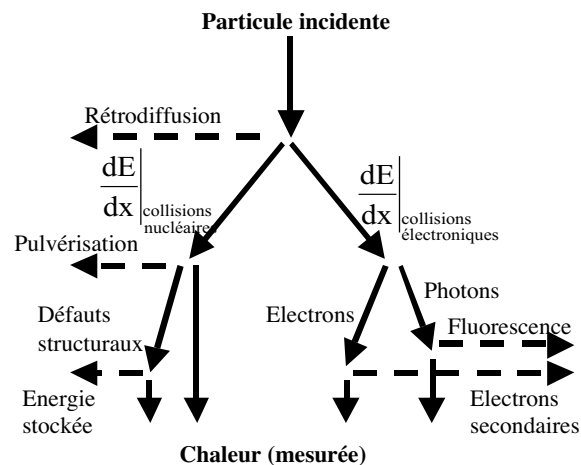 Particule incidente
Rétrodiffusion
dE
dx
collisions
nucléaires
dE
dx
collisions
électroniques
Pulvérisation
Photons
Electrons
Défauts
structuraux
Fluorescence
Energie
stockée
Electrons
secondaires
Chaleur (mesurée)